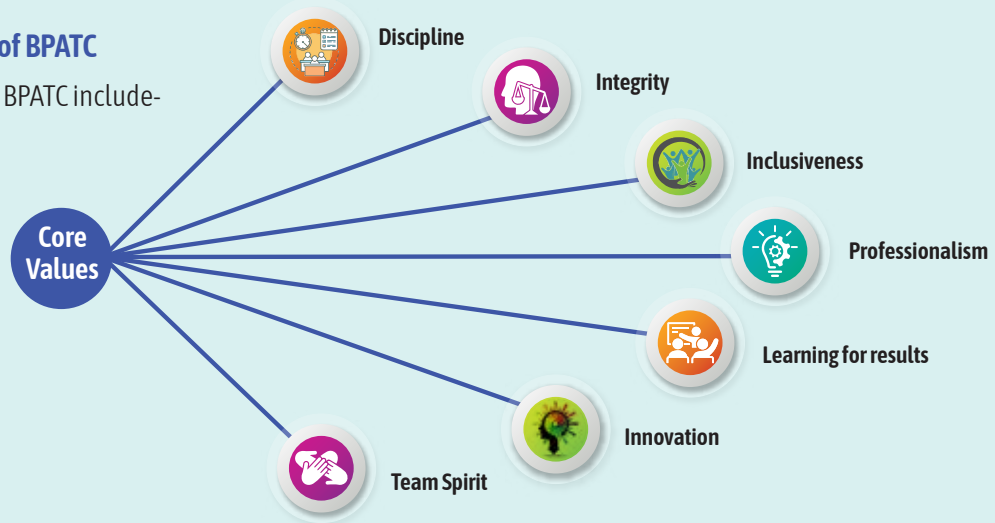 of BPATC
BPATC include-
Core
Values
Discipline
Integrity
Inclusiveness
Professionalism
Learning for results
Innovation
Team Spirit